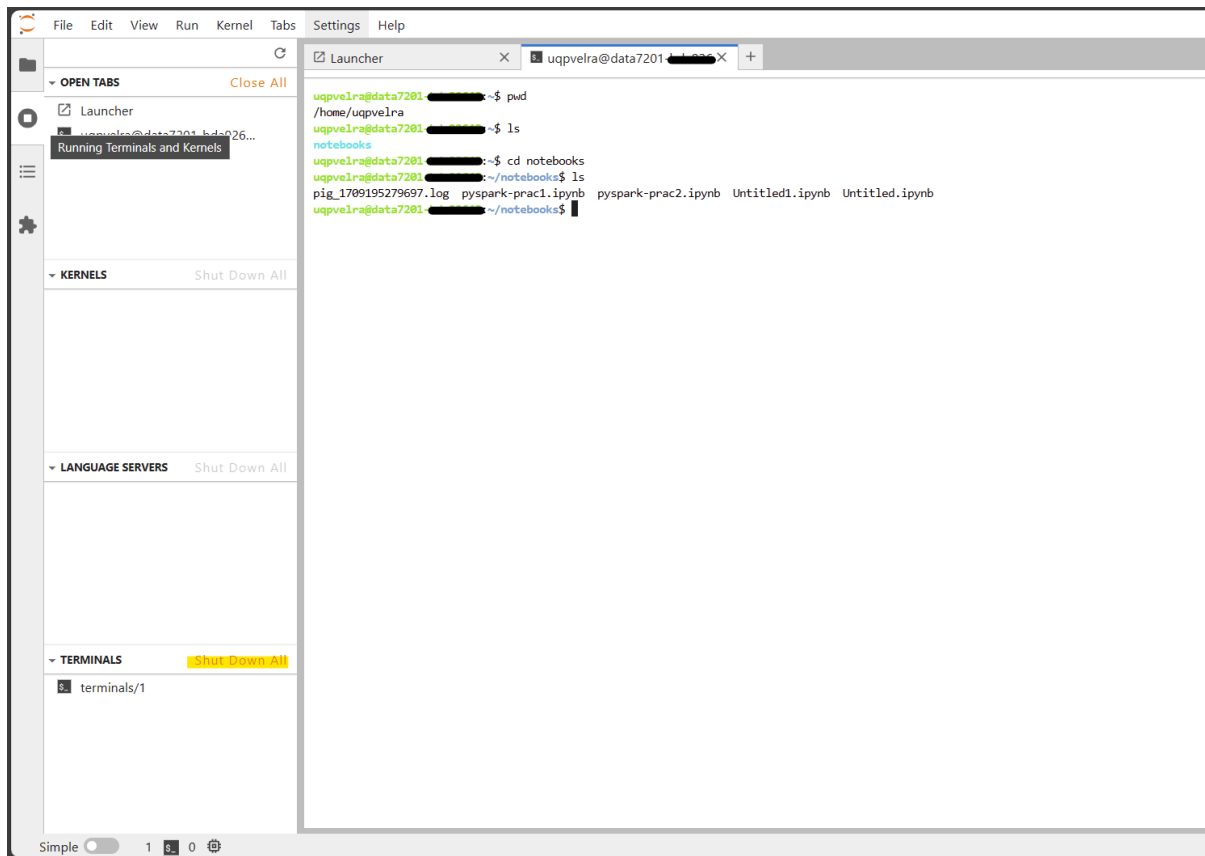 File Edit View Run Kernel Tabs Settings Help
Launcher
uqpvelra@data7201-
OPEN TABS Close All
Launcher
26...
Running Terminals and Kernels
KERNELS Shut Down All
LANGUAGE SERVERS Shut Down All
TERMINALS Shut Down All
terminals/1
uqpvelra@data7201-:~$ pwd
/home/uqpvelra
uqpvelra@data7201-:~$ ls
notebooks
uqpvelra@data7201-:~$ cd notebooks
uqpvelra@data7201-:~/notebooks$ ls
pig_1709195279697.log pyspark-prac1.ipynb pyspark-prac2.ipynb Untitled1.ipynb Untitled.ipynb
uqpvelra@data7201-:~/notebooks$
Simple 1 0